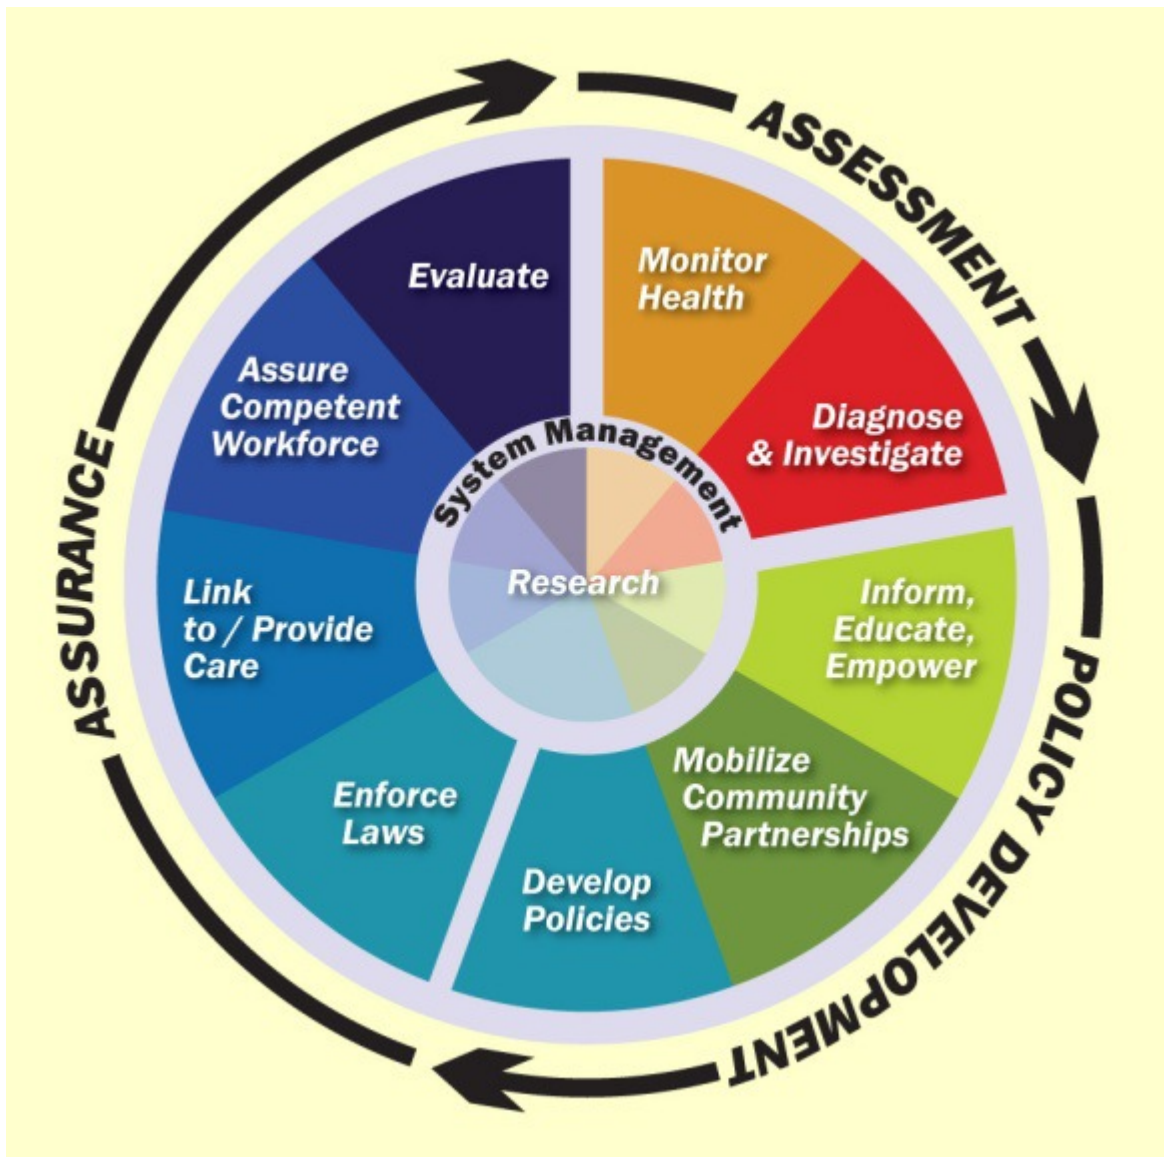 ASSESSMENT
Monitor
Health
Diagnose
& Investigate
POLICY DEVELOPMENT
Inform,
Educate,
Empower
Mobilize
Community
Partnerships
Develop
Policies
ASSURANCE
Enforce
Laws
Link
to / Provide
Care
Assure
Competent
Workforce
Evaluate
System Management
Research